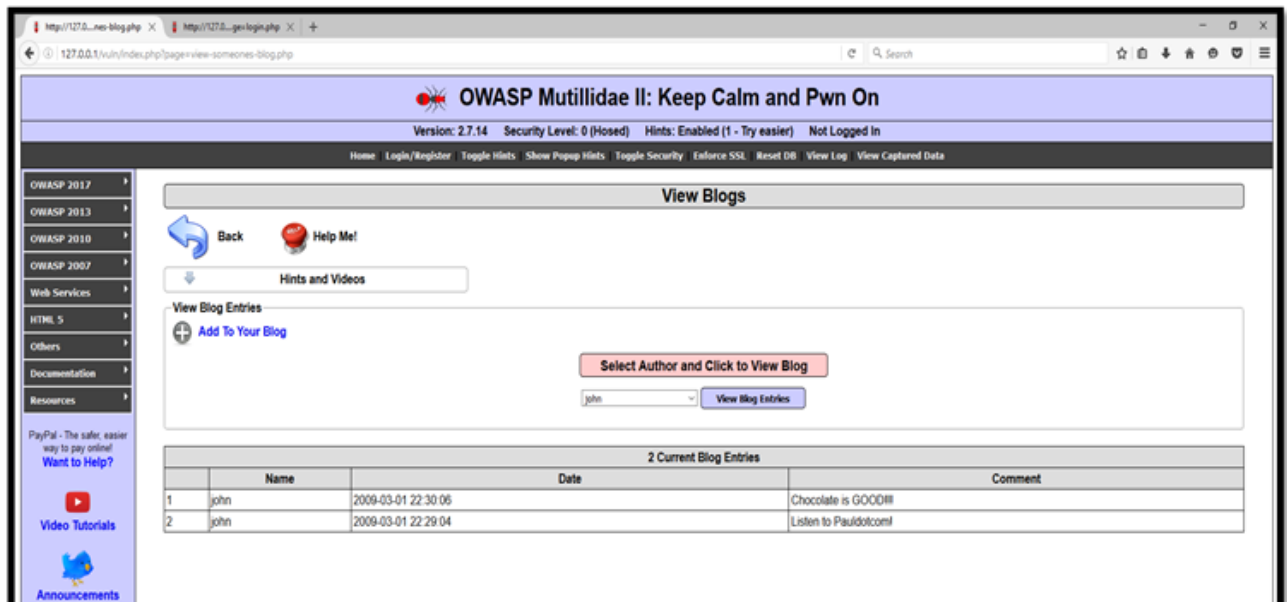 http://127.0...nes-blog.php
http://127.0...ge=login.php
127.0.0.1/vuln/index.php?page=view-someones-blog.php
Search
OWASP Mutillidae II: Keep Calm and Pwn On
Version: 2.7.14 Security Level: 0 (Hosed) Hints: Enabled (1 - Try easier) Not Logged In
Home Login/Register Toggle Hints Show Popup Hints Toggle Security Enforce SSL Reset DB View Log View Captured Data
OWASP 2017
OWASP 2013
OWASP 2010
OWASP 2007
Web Services
HTML 5
Others
Documentation
Resources
PayPal - The safer, easier
way to pay online!
Want to Help?
Video Tutorials
Announcements
View Blogs
Back
Help Me!
Hints and Videos
View Blog Entries
Add To Your Blog
Select Author and Click to View Blog
john
View Blog Entries
2 Current Blog Entries
Name Date Comment
1 john 2009-03-01 22:30:06 Chocolate is GOOD!!!
2 john 2009-03-01 22:29:04 Listen to Pauldotcom!